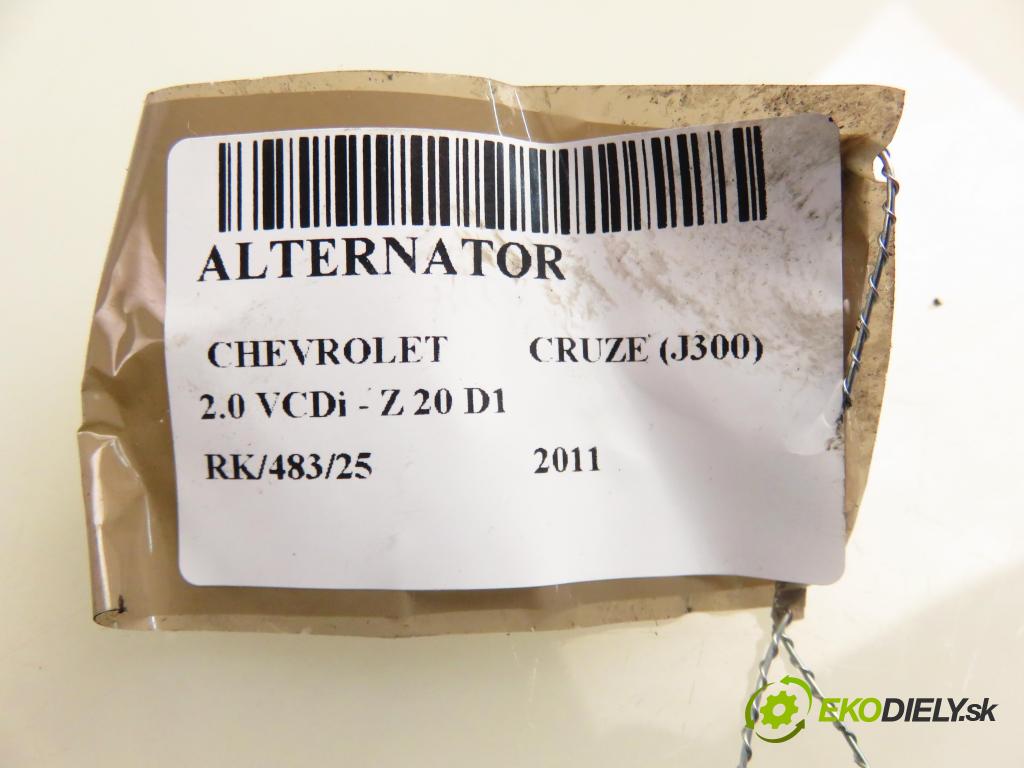 ALTERNATOR
CHEVROLET CRUZE (J300)
2.0 VCDi - Z 20 D1
RK/483/25 2011
EKODIELY.sk